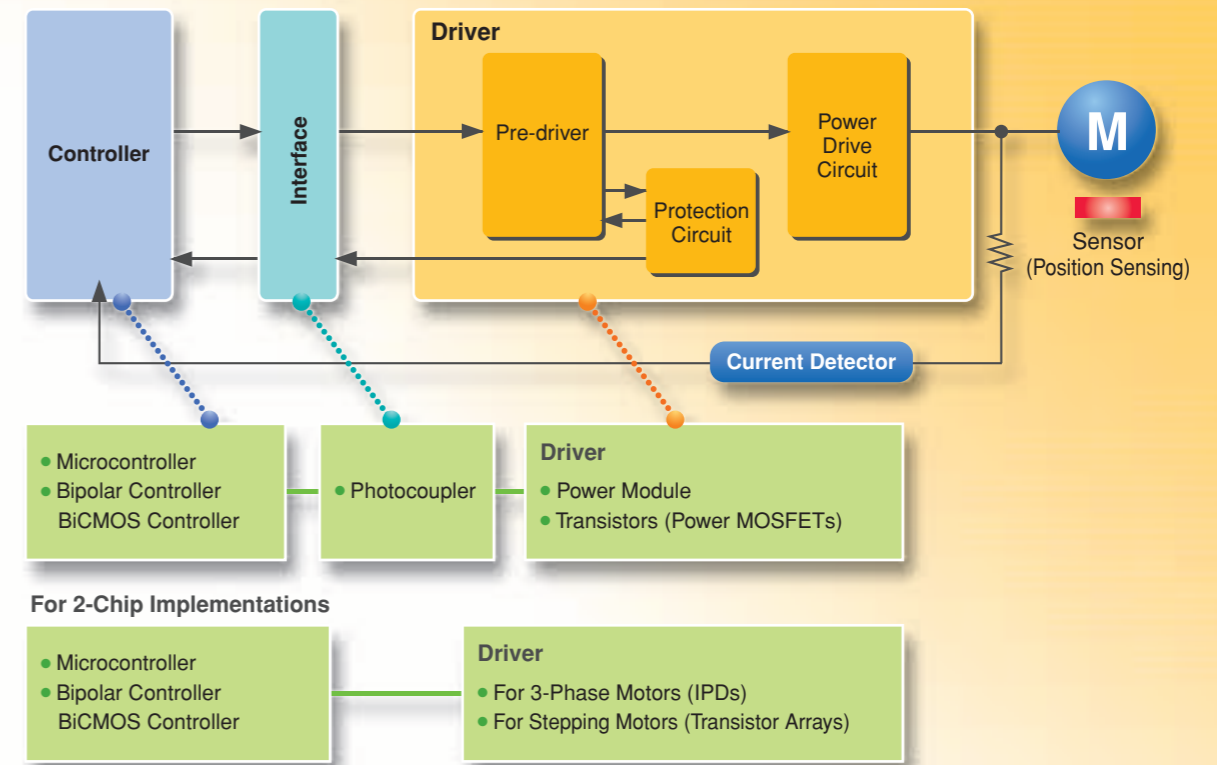 Driver
Controller
Interface
Pre-driver
Power
Drive
Circuit
Protection
Circuit
M
Sensor
(Position Sensing)
Current Detector
• Microcontroller
• Bipolar Controller
BiCMOS Controller
• Photocoupler
Driver
• Power Module
• Transistors (Power MOSFETs)
For 2-Chip Implementations
• Microcontroller
• Bipolar Controller
BiCMOS Controller
Driver
• For 3-Phase Motors (IPDs)
• For Stepping Motors (Transistor Arrays)